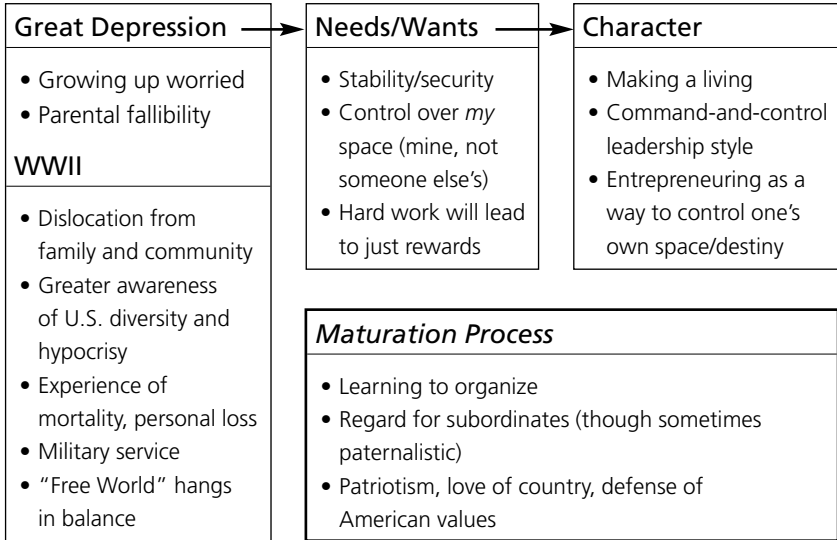 Great Depression
• Growing up worried
• Parental fallibility
WWII
• Dislocation from
family and community
• Greater awareness
of U.S. diversity and
hypocrisy
• Experience of
mortality, personal loss
• Military service
• “Free World” hangs
in balance
Needs/Wants
• Stability/security
• Control over my
space (mine, not
someone else’s)
• Hard work will lead
to just rewards
Character
• Making a living
• Command-and-control
leadership style
• Entrepreneuring as a
way to control one’s
own space/destiny
Maturation Process
• Learning to organize
• Regard for subordinates (though sometimes
paternalistic)
• Patriotism, love of country, defense of
American values